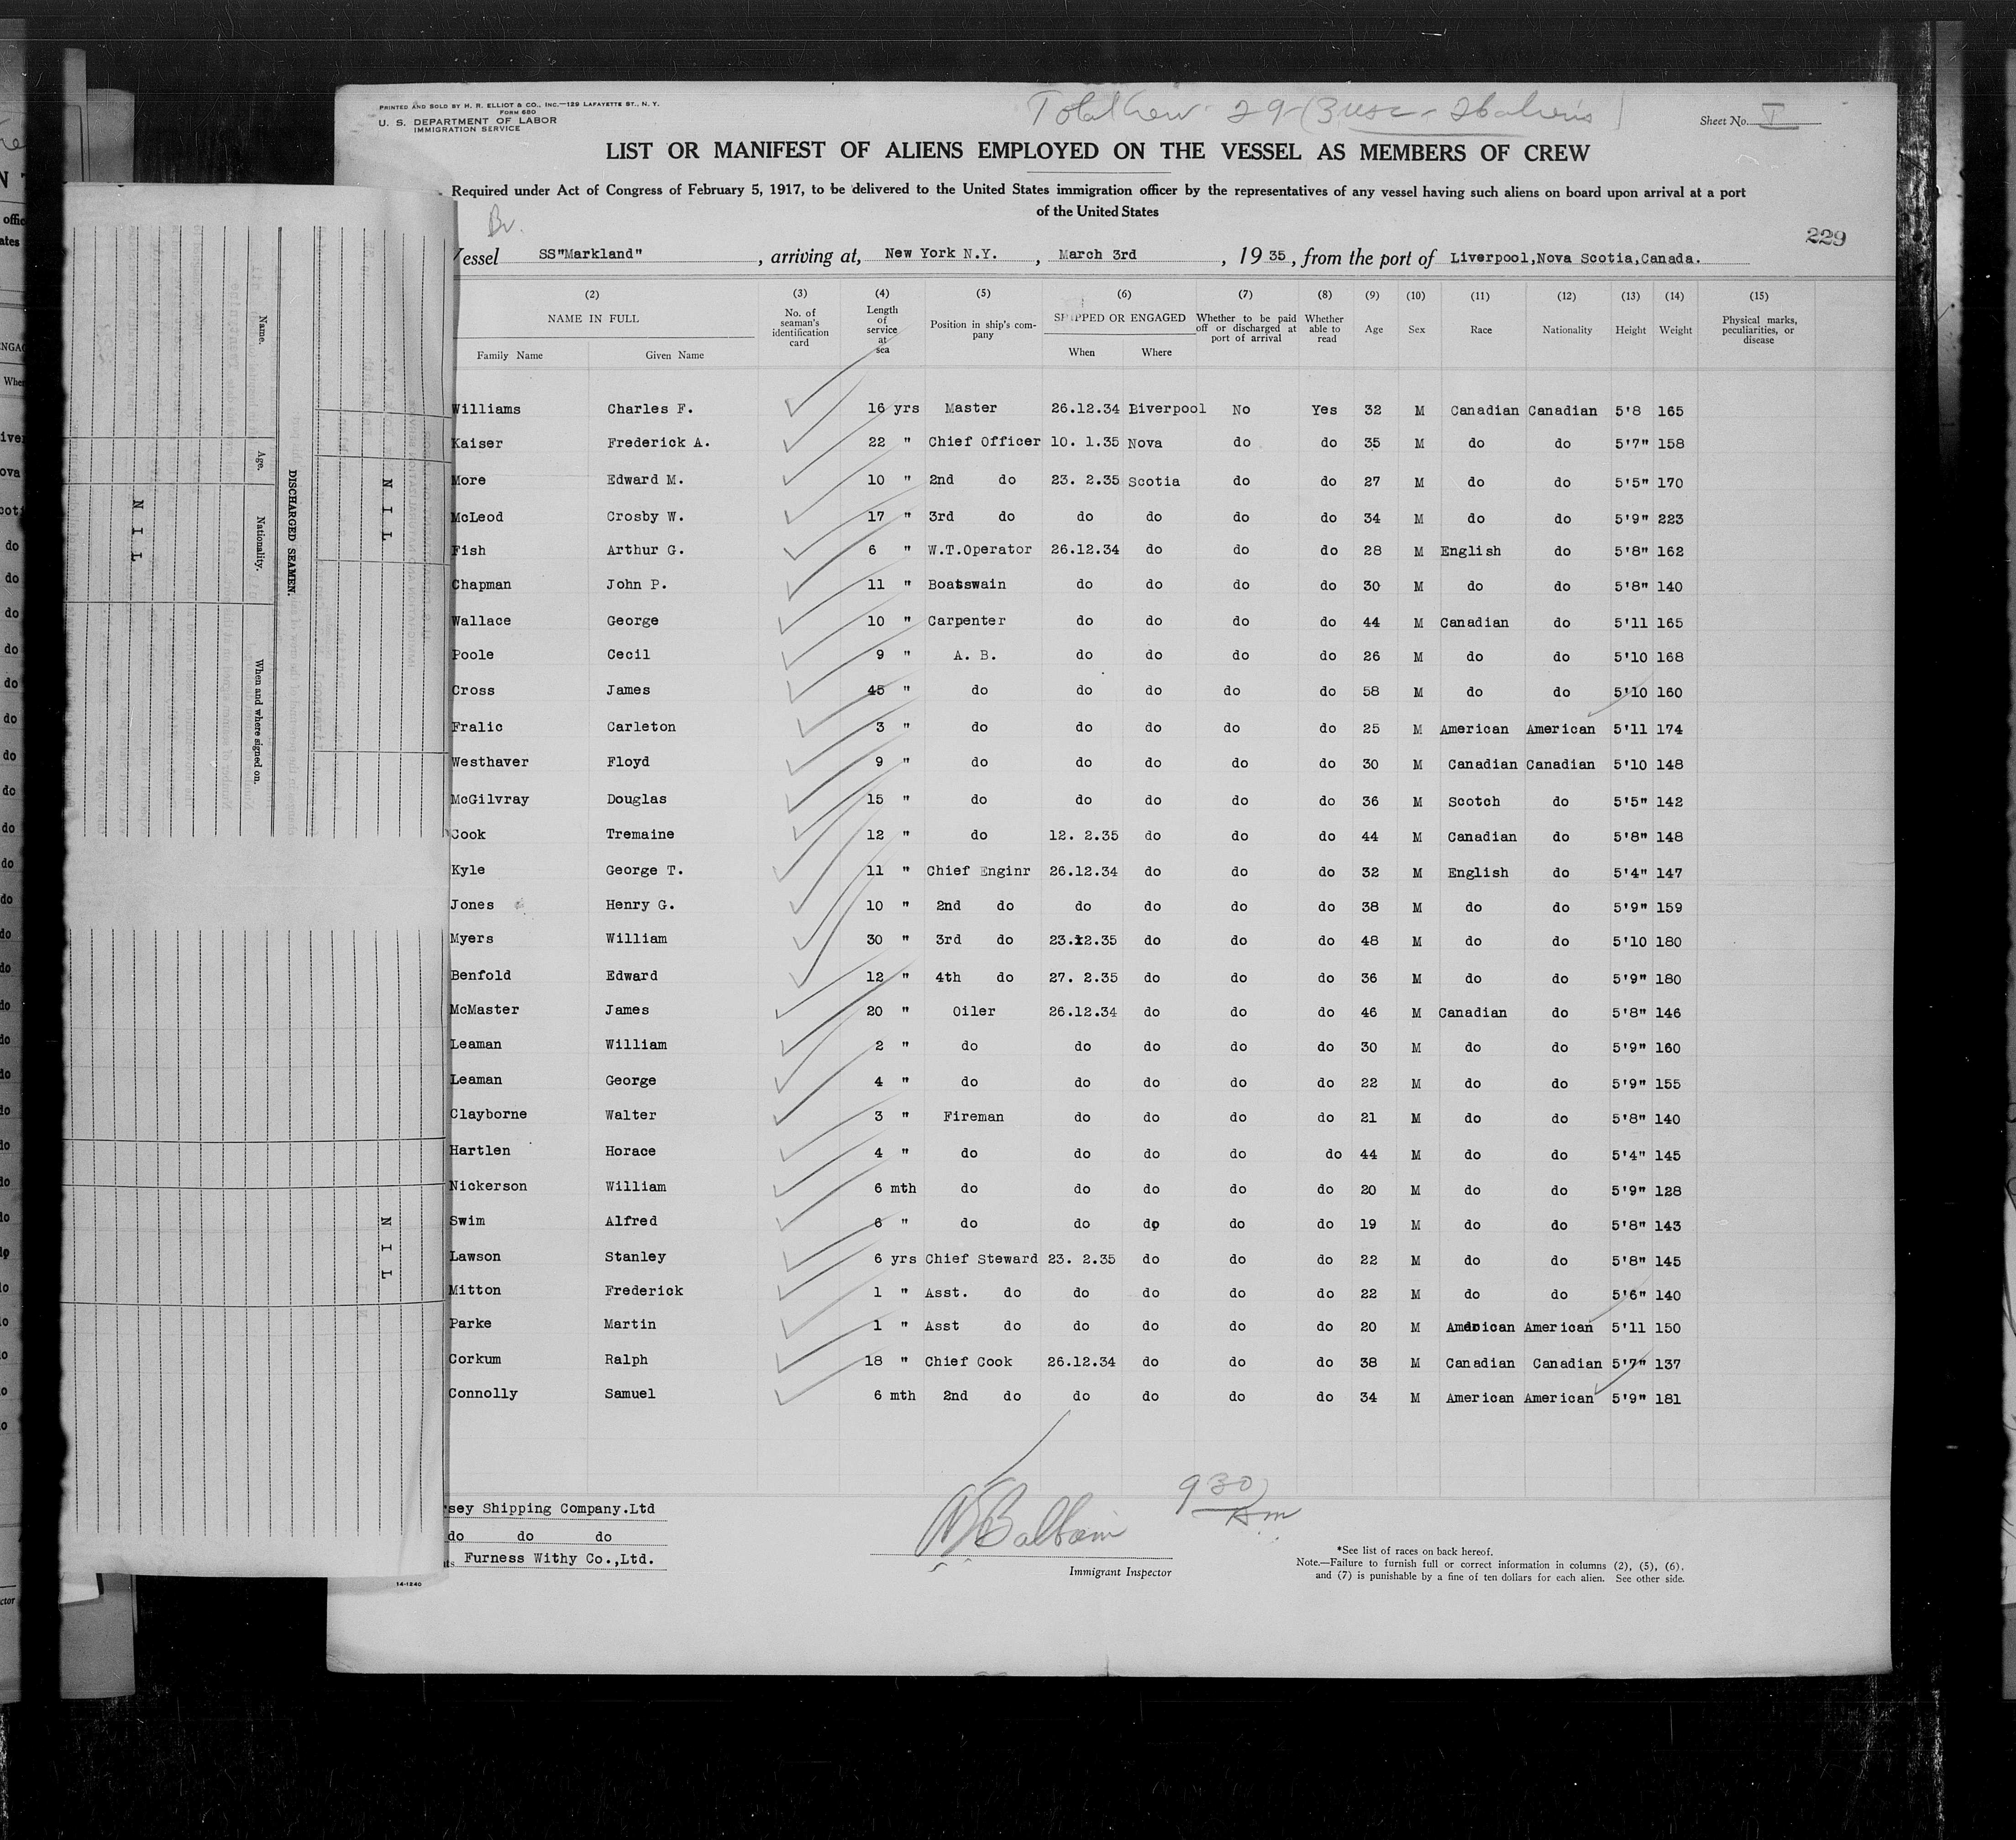 PRINTED AND SOLD BY H. R. ELLIOT & CO., INC.—129 LAFAYETTE ST., N. Y.
FORM 680
U. S. DEPARTMENT OF LABOR
IMMIGRATION SERVICE
Total Crew 29 (3 USC - 26 aliens)
Sheet No. I
LIST OR MANIFEST OF ALIENS EMPLOYED ON THE VESSEL AS MEMBERS OF CREW
Required under Act of Congress of February 5, 1917, to be delivered to the United States immigration officer by the representatives of any vessel having such aliens on board upon arrival at a port
of the United States
Br.
229
Vessel SS"Markland", arriving at, New York N.Y., March 3rd, 19 35, from the port of Liverpool,Nova Scotia,Canada.
(2) (3) (4) (5) (6) (7) (8) (9) (10) (11) (12) (13) (14) (15)
NAME IN FULL No. of seaman's identification card Length of service at sea Position in ship's company SHIPPED OR ENGAGED Whether to be paid off or discharged at port of arrival Whether able to read Age Sex Race Nationality Height Weight Physical marks, peculiarities, or disease
Family Name Given Name When Where
Williams Charles F. 16 yrs Master 26.12.34 Liverpool No Yes 32 M Canadian Canadian 5'8 165
Kaiser Frederick A. 22 " Chief Officer 10. 1.35 Nova do do 35 M do do 5'7" 158
More Edward M. 10 " 2nd do 23. 2.35 Scotia do do 27 M do do 5'5" 170
McLeod Crosby W. 17 " 3rd do do do do do 34 M do do 5'9" 223
Fish Arthur G. 6 " W.T.Operator 26.12.34 do do do 28 M English do 5'8" 162
Chapman John P. 11 " Boatswain do do do do 30 M do do 5'8" 140
Wallace George 10 " Carpenter do do do do 44 M Canadian do 5'11 165
Poole Cecil 9 " A. B. do do do do 26 M do do 5'10 168
Cross James 45 " do do do do do 58 M do do 5'10 160
Fralic Carleton 3 " do do do do do 25 M American American 5'11 174
Westhaver Floyd 9 " do do do do do 30 M Canadian Canadian 5'10 148
McGilvray Douglas 15 " do do do do do 36 M Scotch do 5'5" 142
Cook Tremaine 12 " do 12. 2.35 do do do 44 M Canadian do 5'8" 148
Kyle George T. 11 " Chief Enginr 26.12.34 do do do 32 M English do 5'4" 147
Jones Henry G. 10 " 2nd do do do do do 38 M do do 5'9" 159
Myers William 30 " 3rd do 23.12.35 do do do 48 M do do 5'10 180
Benfold Edward 12 " 4th do 27. 2.35 do do do 36 M do do 5'9" 180
McMaster James 20 " Oiler 26.12.34 do do do 46 M Canadian do 5'8" 146
Leaman William 2 " do do do do do 30 M do do 5'9" 160
Leaman George 4 " do do do do do 22 M do do 5'9" 155
Clayborne Walter 3 " Fireman do do do do 21 M do do 5'8" 140
Hartlen Horace 4 " do do do do do 44 M do do 5'4" 145
Nickerson William 6 mth do do do do do 20 M do do 5'9" 128
Swim Alfred 6 " do do do do do 19 M do do 5'8" 143
Lawson Stanley 6 yrs Chief Steward 23. 2.35 do do do 22 M do do 5'8" 145
Mitton Frederick 1 " Asst. do do do do do 22 M do do 5'6" 140
Parke Martin 1 " Asst do do do do do 20 M American American 5'11 150
Corkum Ralph 18 " Chief Cook 26.12.34 do do do 38 M Canadian Canadian 5'7" 137
Connolly Samuel 6 mth 2nd do do do do do 34 M American American 5'9" 181
rsey Shipping Company.Ltd
do do do
Furness Withy Co.,Ltd.
14-1240
930 Am
Immigrant Inspector
*See list of races on back hereof.
Note.—Failure to furnish full or correct information in columns (2), (5), (6),
and (7) is punishable by a fine of ten dollars for each alien. See other side.
DISCHARGED SEAMEN.
Name. Age. Nationality. When and where signed on.
NIL
NIL
NIL